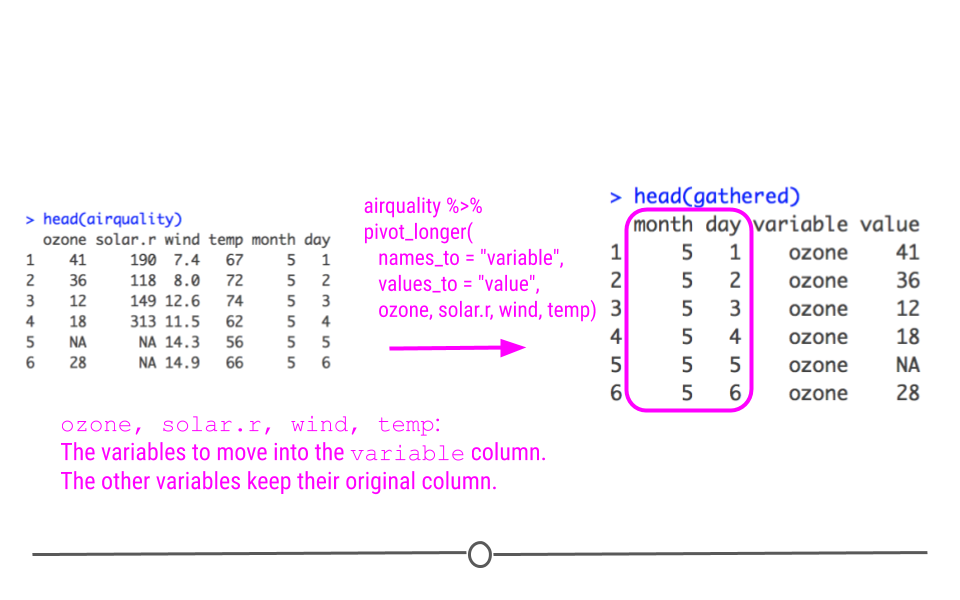 > head(airquality)
ozone solar.r wind temp month day
1 41 190 7.4 67 5 1
2 36 118 8.0 72 5 2
3 12 149 12.6 74 5 3
4 18 313 11.5 62 5 4
5 NA NA 14.3 56 5 5
6 28 NA 14.9 66 5 6
airquality %>%
pivot_longer(
names_to = "variable",
values_to = "value",
ozone, solar.r, wind, temp)
> head(gathered)
month day variable value
1 5 1 ozone 41
2 5 2 ozone 36
3 5 3 ozone 12
4 5 4 ozone 18
5 5 5 ozone NA
6 5 6 ozone 28
ozone, solar.r, wind, temp:
The variables to move into the variable column.
The other variables keep their original column.